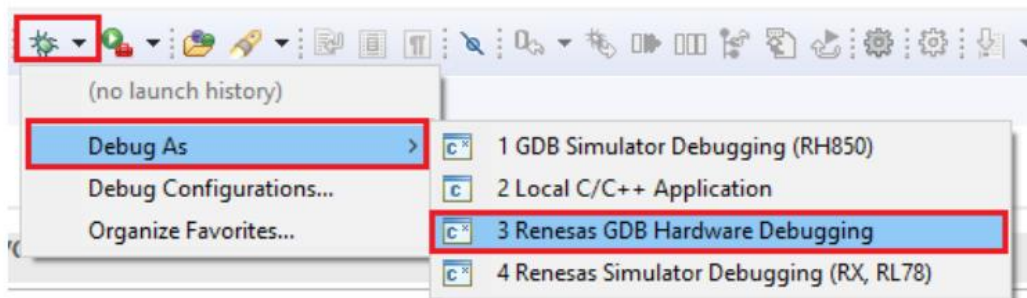 (no launch history)
Debug As
Debug Configurations...
Organize Favorites...
1 GDB Simulator Debugging (RH850)
2 Local C/C++ Application
3 Renesas GDB Hardware Debugging
4 Renesas Simulator Debugging (RX, RL78)